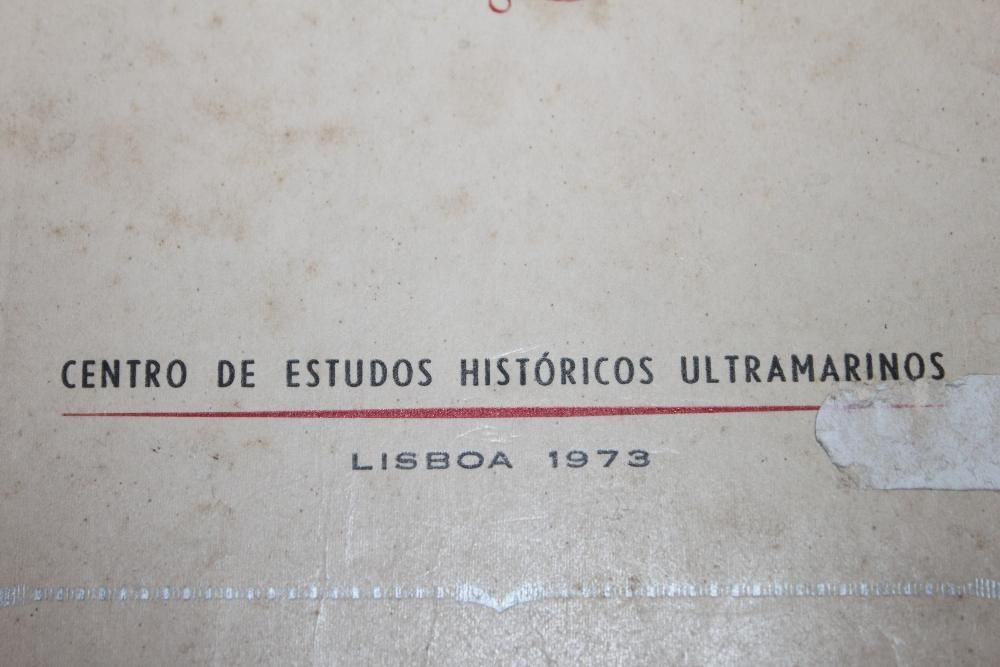 CENTRO DE ESTUDOS HISTÓRICOS ULTRAMARINOS
LISBOA 1973